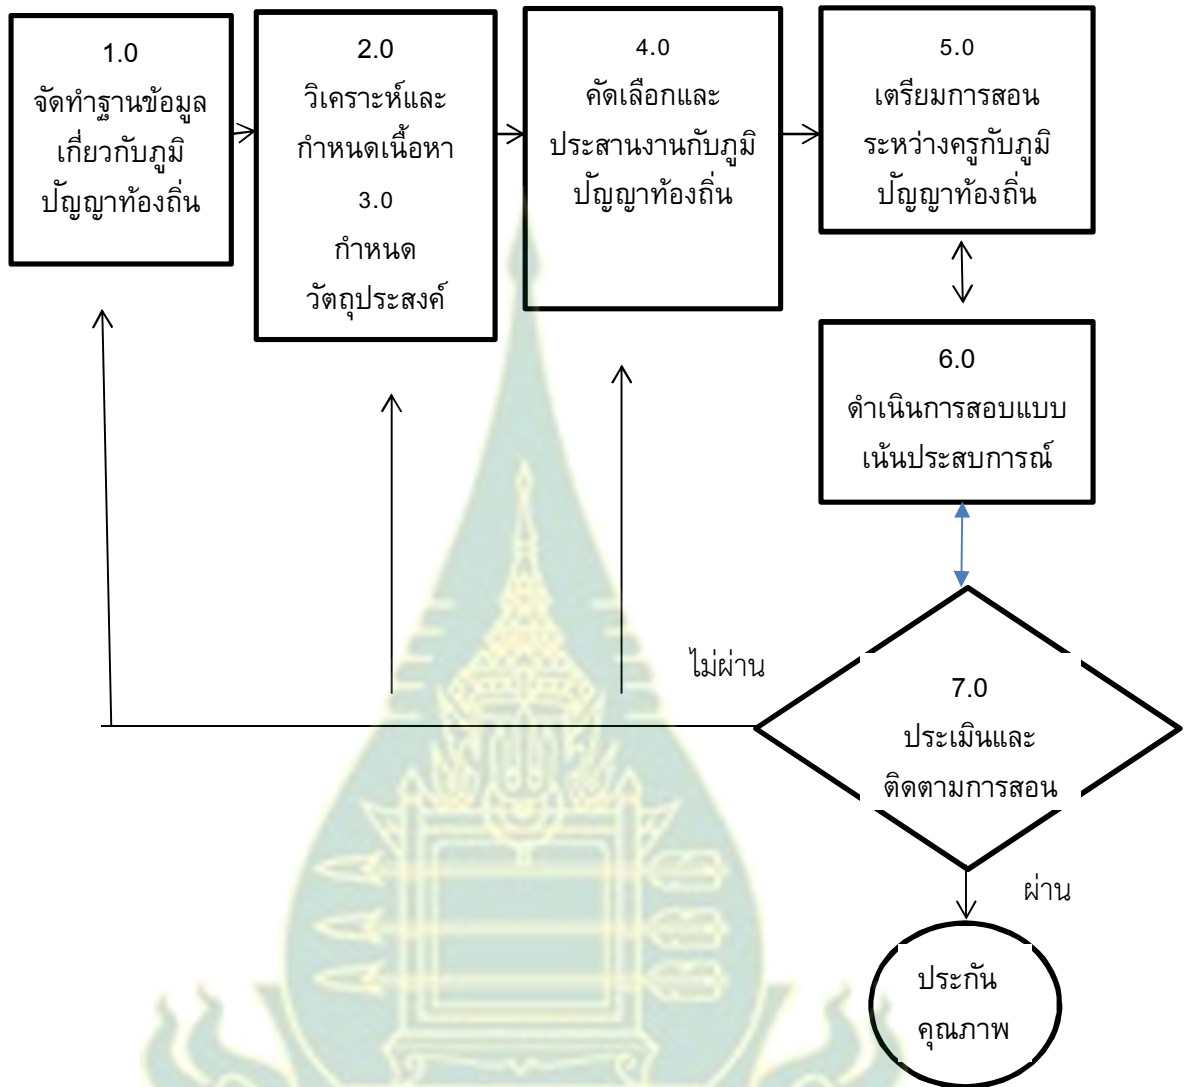 1.0
จัดทำฐานข้อมูล
เกี่ยวกับภูมิ
ปัญญาท้องถิ่น
2.0
วิเคราะห์และ
กำหนดเนื้อหา
3.0
กำหนด
วัตถุประสงค์
4.0
คัดเลือกและ
ประสานงานกับภูมิ
ปัญญาท้องถิ่น
5.0
เตรียมการสอน
ระหว่างครูกับภูมิ
ปัญญาท้องถิ่น
6.0
ดำเนินการสอบแบบ
เน้นประสบการณ์
ไม่ผ่าน
7.0
ประเมินและ
ติดตามการสอน
ผ่าน
ประกัน
คุณภาพ